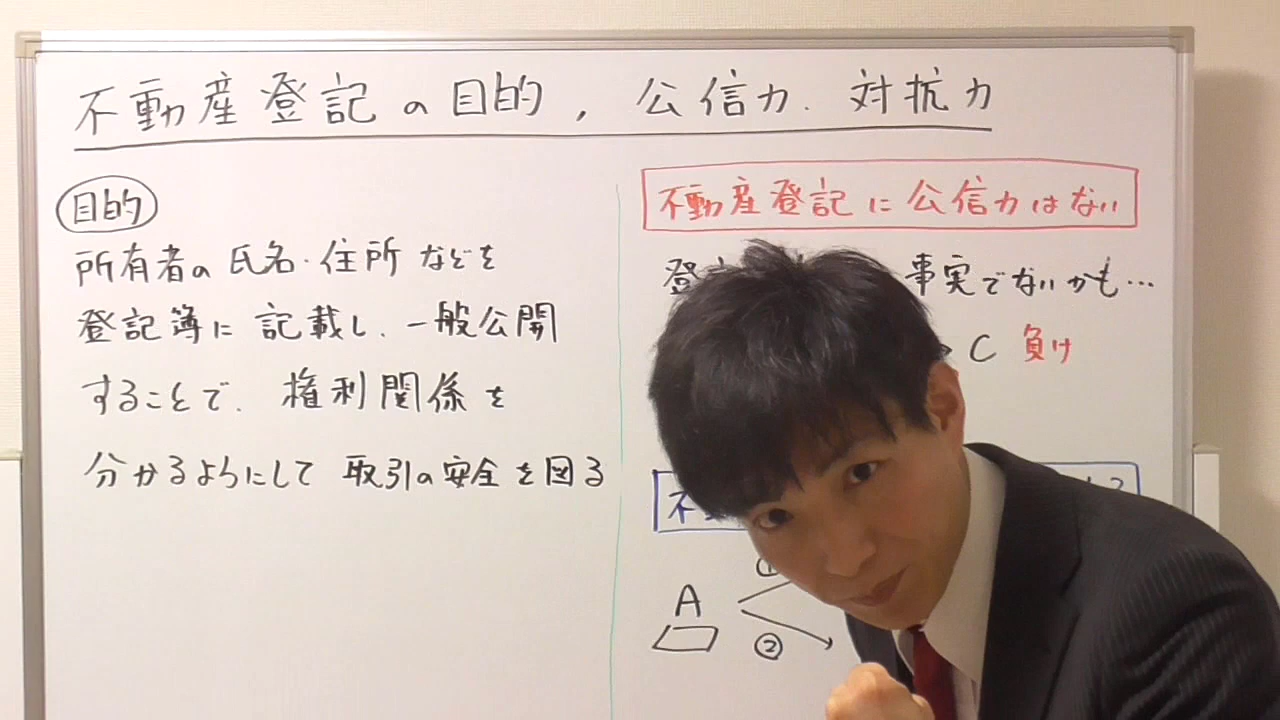 不動産登記の目的,公信力.対抗力
目的
所有者の氏名・住所などを
登記簿に記載し、一般公開
することで、権利関係を
分かるようにして取引の安全を図る
不動産登記に公信力はない
登 事実でないかも…
C 負け
不
①
A
②